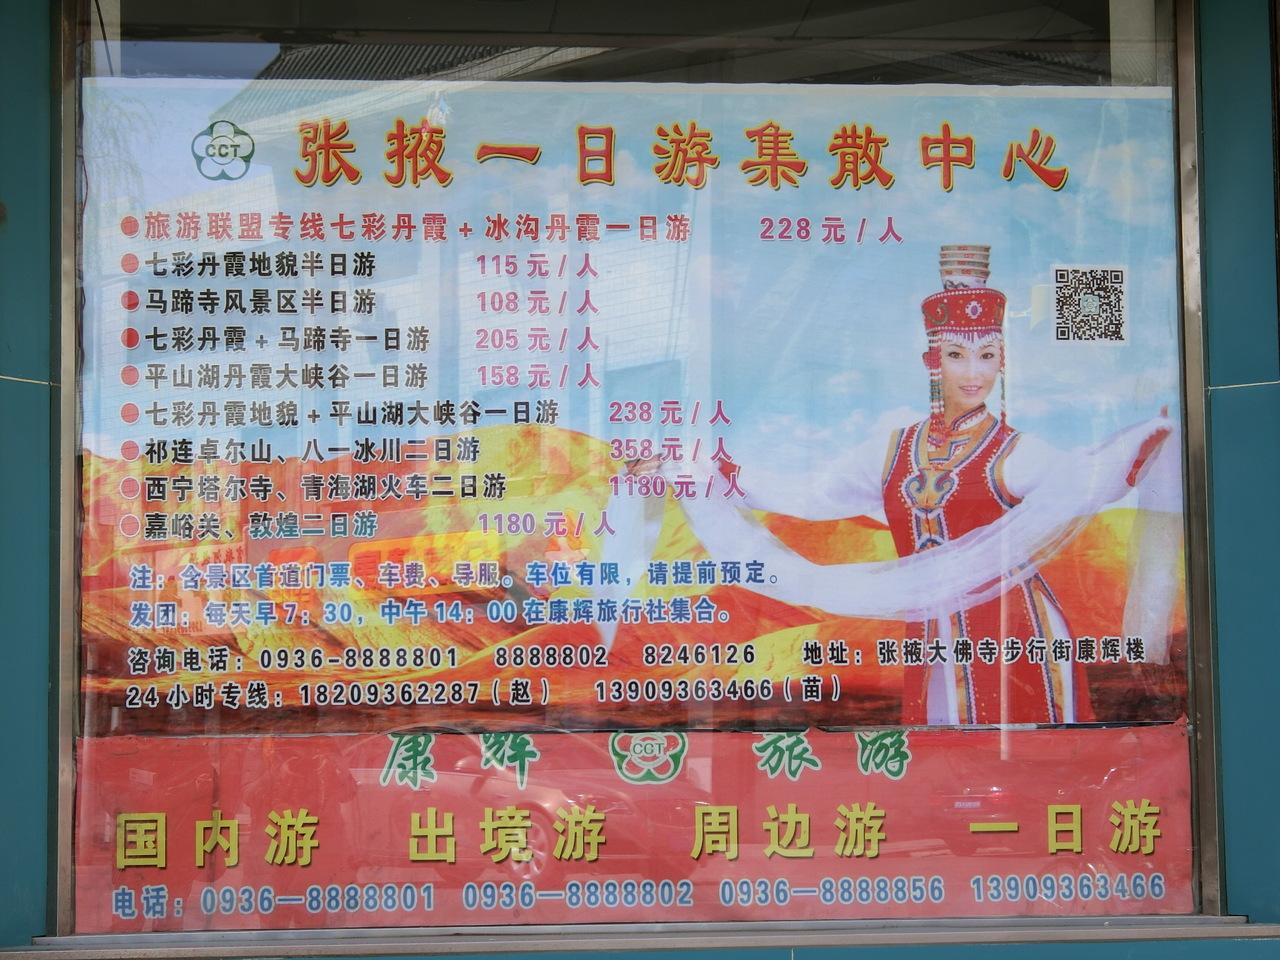 CCT 张掖一日游集散中心
●旅游联盟专线七彩丹霞+冰沟丹霞一日游 228元/人
●七彩丹霞地貌半日游 115元/人
●马蹄寺风景区半日游 108元/人
●七彩丹霞+马蹄寺一日游 205元/人
●平山湖丹霞大峡谷一日游 158元/人
●七彩丹霞地貌+平山湖大峡谷一日游 238元/人
●祁连卓尔山、八一冰川二日游 358元/人
●西宁塔尔寺、青海湖火车二日游 1180元/人
●嘉峪关、敦煌二日游 1180元/人
注：含景区首道门票、车费、导服。车位有限，请提前预定。
发团：每天早7：30，中午14：00在康辉旅行社集合。
咨询电话：0936-8888801 8888802 8246126 地址：张掖大佛寺步行街康辉楼
24小时专线：18209362287（赵） 13909363466（苗）
康辉 CCT 旅游
国内游 出境游 周边游 一日游
电话：0936—8888801 0936—8888802 0936—8888856 13909363466